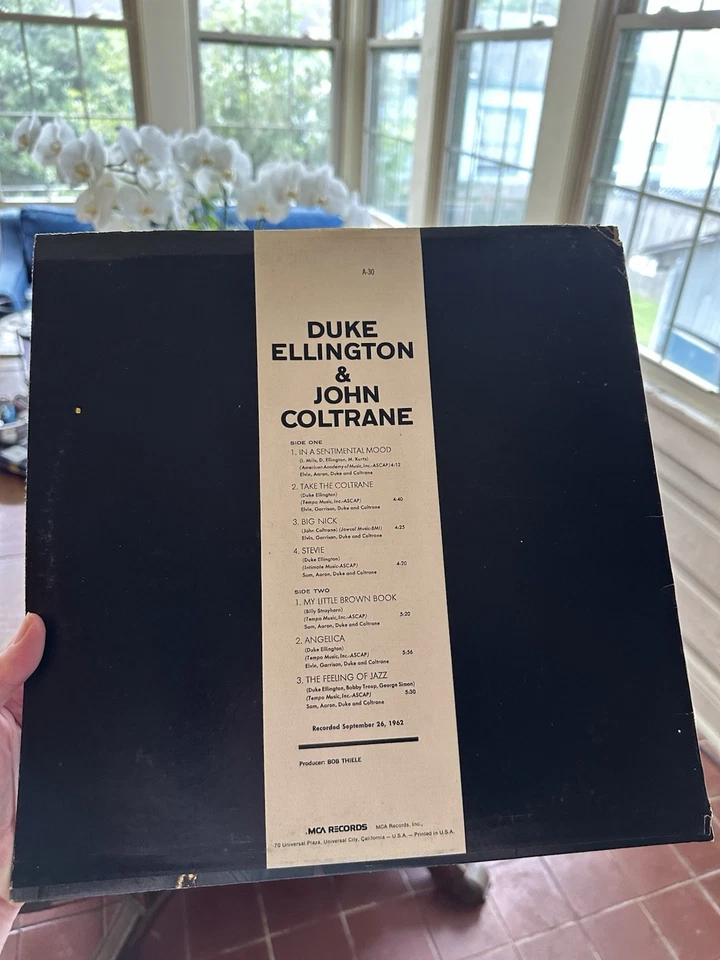 A-30
DUKE
ELLINGTON
&
JOHN
COLTRANE
SIDE ONE
1. IN A SENTIMENTAL MOOD
(I. Mills, D. Ellington, M. Kurtz)
(American Academy of Music, Inc.-ASCAP) 4:12
Elvin, Aaron, Duke and Coltrane
2. TAKE THE COLTRANE
(Duke Ellington)
(Tempo Music, Inc.-ASCAP) 4:40
Elvin, Garrison, Duke and Coltrane
3. BIG NICK
(John Coltrane) (Jowcol Music-BMI) 4:25
Elvin, Garrison, Duke and Coltrane
4. STEVIE
(Duke Ellington)
(Intimate Music-ASCAP) 4:20
Sam, Aaron, Duke and Coltrane
SIDE TWO
1. MY LITTLE BROWN BOOK
(Billy Strayhorn)
(Tempo Music, Inc.-ASCAP) 5:20
Sam, Aaron, Duke and Coltrane
2. ANGELICA
(Duke Ellington)
(Tempo Music, Inc.-ASCAP) 5:56
Elvin, Garrison, Duke and Coltrane
3. THE FEELING OF JAZZ
(Duke Ellington, Bobby Troup, George Simon)
(Tempo Music, Inc.-ASCAP) 5:30
Sam, Aaron, Duke and Coltrane
Recorded September 26, 1962
Producer: BOB THIELE
MCA RECORDS MCA Records, Inc.,
70 Universal Plaza, Universal City, California — U.S.A. — Printed in U.S.A.